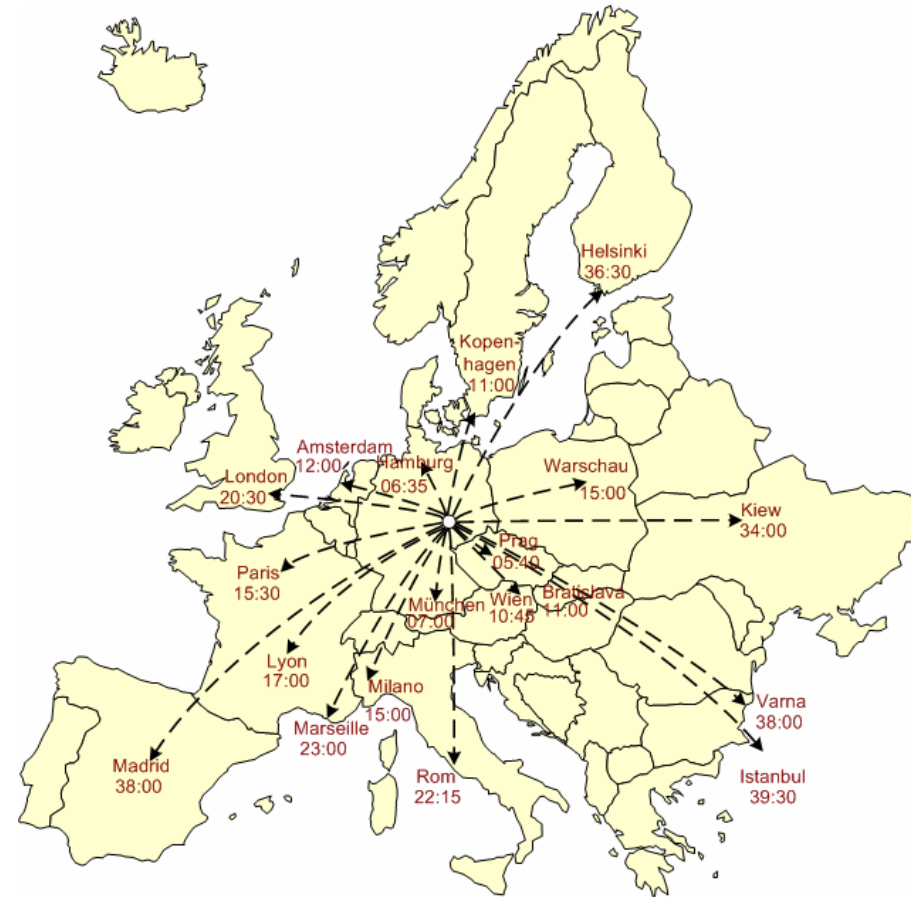 Helsinki
36:30
Kopen-
hagen
11:00
Amsterdam
12:00
Hamburg
06:35
London
20:30
Warschau
15:00
Kiew
34:00
Prag
05:40
Paris
15:30
München
07:00
Wien
10:45
Bratislava
11:00
Lyon
17:00
Milano
15:00
Marseille
23:00
Varna
38:00
Madrid
38:00
Rom
22:15
Istanbul
39:30